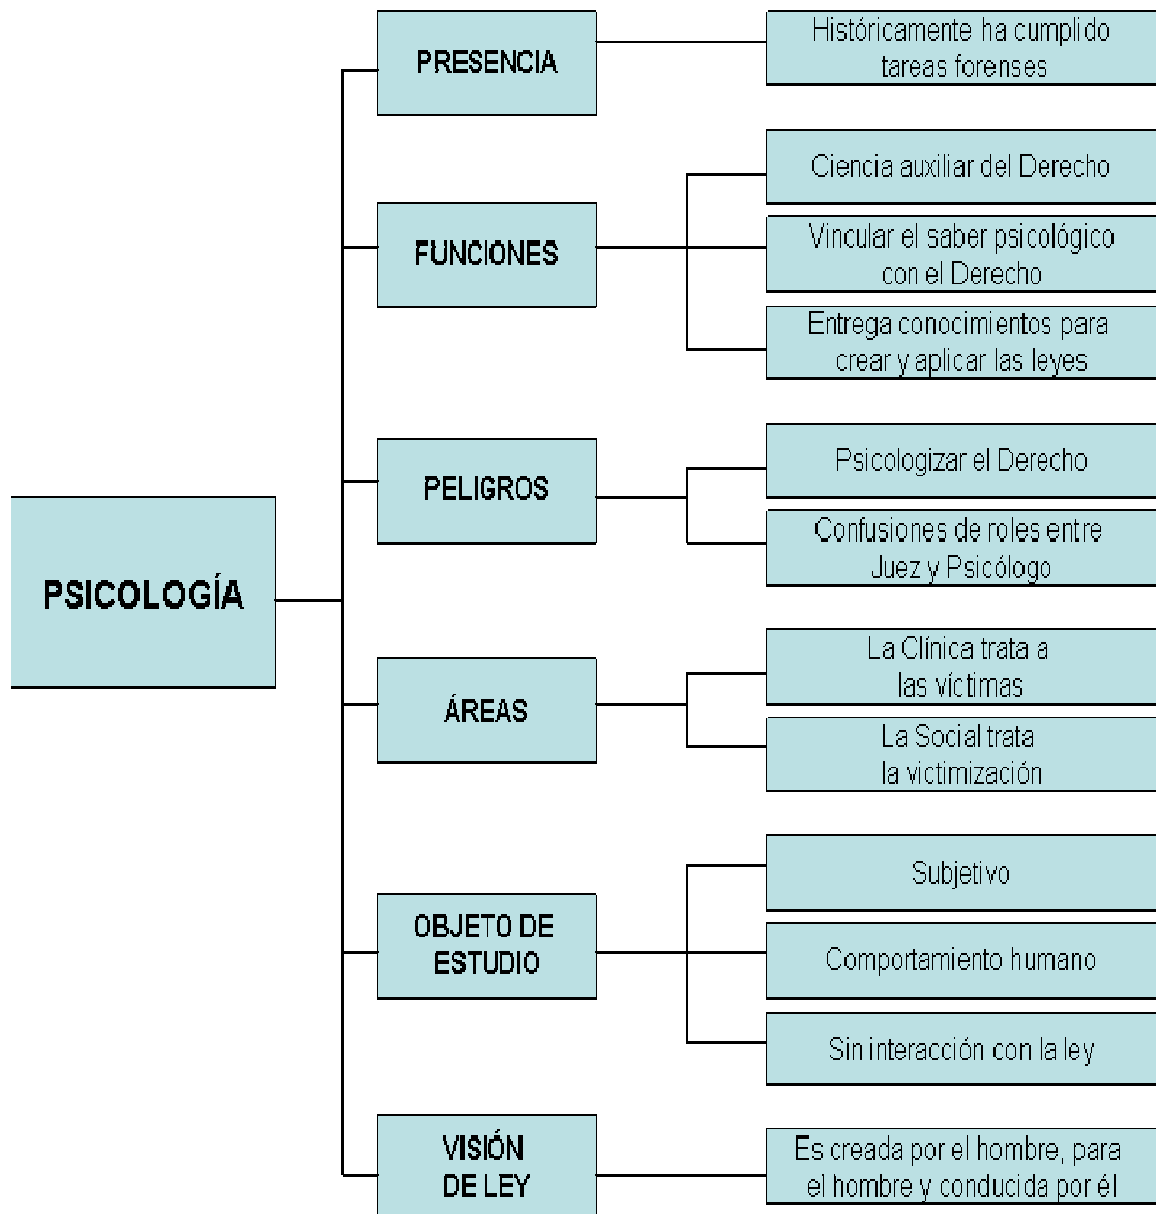 PSICOLOGÍA
PRESENCIA
Históricamente ha cumplido
tareas forenses
FUNCIONES
Ciencia auxiliar del Derecho
Vincular el saber psicológico
con el Derecho
Entrega conocimientos para
crear y aplicar las leyes
PELIGROS
Psicologizar el Derecho
Confusiones de roles entre
Juez y Psicólogo
ÁREAS
La Clínica trata a
las víctimas
La Social trata
la victimización
OBJETO DE
ESTUDIO
Subjetivo
Comportamiento humano
Sin interacción con la ley
VISIÓN
DE LEY
Es creada por el hombre, para
el hombre y conducida por él